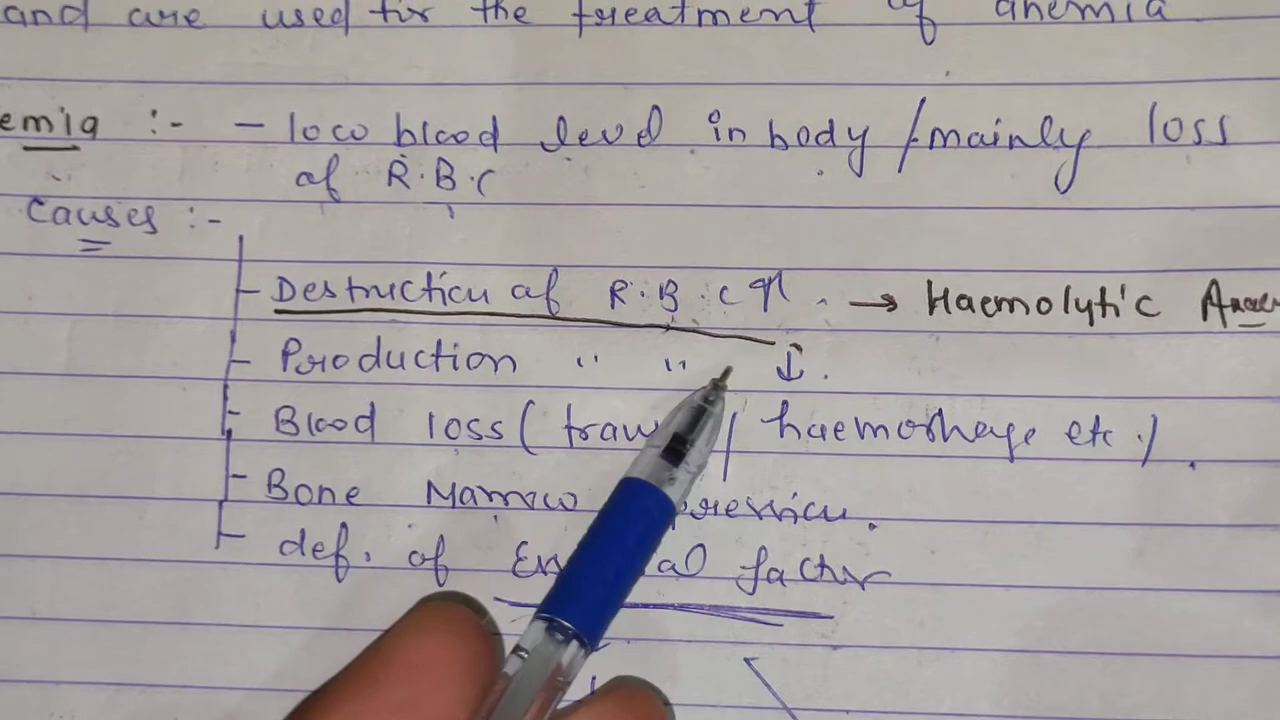 and are used for the treatment of anemia
emia :- - low blood level in body / mainly loss
of R.B.C
Causes :-
Destruction of R.B.C ↑ . → Haemolytic
Production " " ↓.
Blood loss ( / haemorrhage etc.) .
Bone Marrow
def. of factor